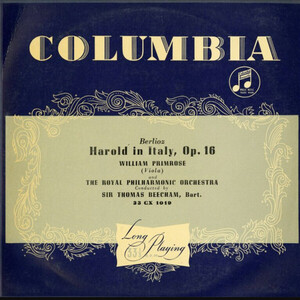 COLUMBIA
Berlioz
Harold in Italy, Op. 16
WILLIAM PRIMROSE
(Viola)
and
THE ROYAL PHILHARMONIC ORCHESTRA
Conducted by
SIR THOMAS BEECHAM, Bart.
33 CX 1019
Long
33⅓
Playing